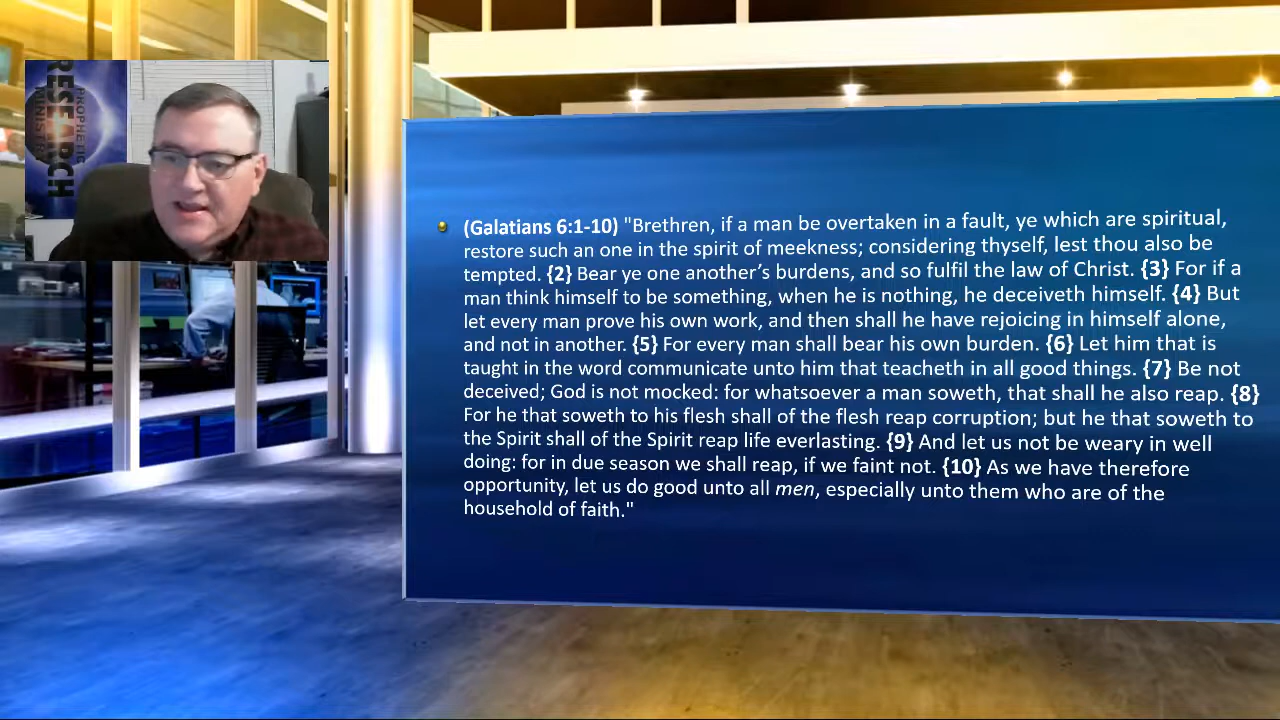 RESEARCH
PROPHETIC
MINISTRY
(Galatians 6:1-10) "Brethren, if a man be overtaken in a fault, ye which are spiritual,
restore such an one in the spirit of meekness; considering thyself, lest thou also be
tempted. {2} Bear ye one another’s burdens, and so fulfil the law of Christ. {3} For if a
man think himself to be something, when he is nothing, he deceiveth himself. {4} But
let every man prove his own work, and then shall he have rejoicing in himself alone,
and not in another. {5} For every man shall bear his own burden. {6} Let him that is
taught in the word communicate unto him that teacheth in all good things. {7} Be not
deceived; God is not mocked: for whatsoever a man soweth, that shall he also reap. {8}
For he that soweth to his flesh shall of the flesh reap corruption; but he that soweth to
the Spirit shall of the Spirit reap life everlasting. {9} And let us not be weary in well
doing: for in due season we shall reap, if we faint not. {10} As we have therefore
opportunity, let us do good unto all men, especially unto them who are of the
household of faith."